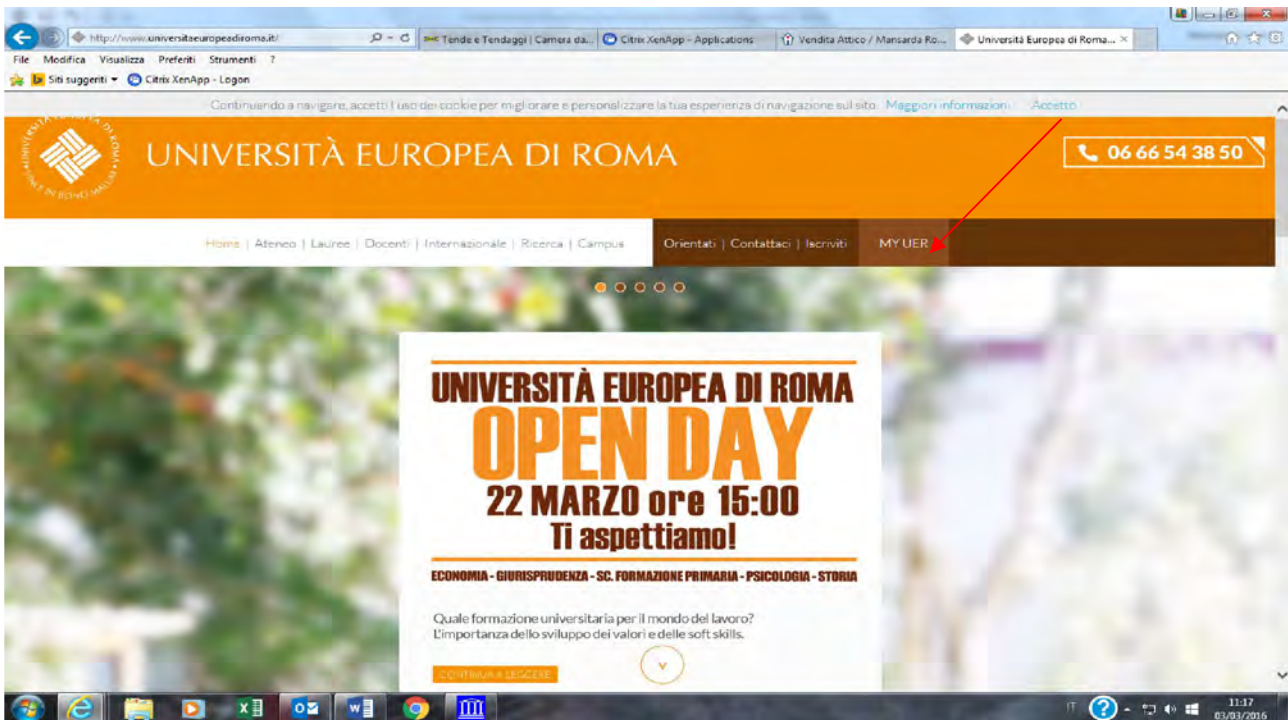 http://www.universitaeuropeadiroma.it/
Tende e Tendaggi | Camera da...
Citrix XenApp - Applications
Vendita Attico / Mansarda Ro...
Università Europea di Roma...
File Modifica Visualizza Preferiti Strumenti ?
Siti suggeriti
Citrix XenApp - Logon
Continuando a navigare, accetti l'uso dei cookie per migliorare e personalizzare la tua esperienza di navigazione sul sito. Maggiori informazioni Accetto
UNIVERSITÀ EUROPEA DI ROMA
06 66 54 38 50
Home | Ateneo | Lauree | Docenti | Internazionale | Ricerca | Campus
Orientati | Contattaci | Iscriviti
MY UER
UNIVERSITÀ EUROPEA DI ROMA
OPEN DAY
22 MARZO ore 15:00
Ti aspettiamo!
ECONOMIA - GIURISPRUDENZA - SC. FORMAZIONE PRIMARIA - PSICOLOGIA - STORIA
Quale formazione universitaria per il mondo del lavoro?
L'importanza dello sviluppo dei valori e delle soft skills.
CONTINUA A LEGGERE
IT
11:17
03/03/2016